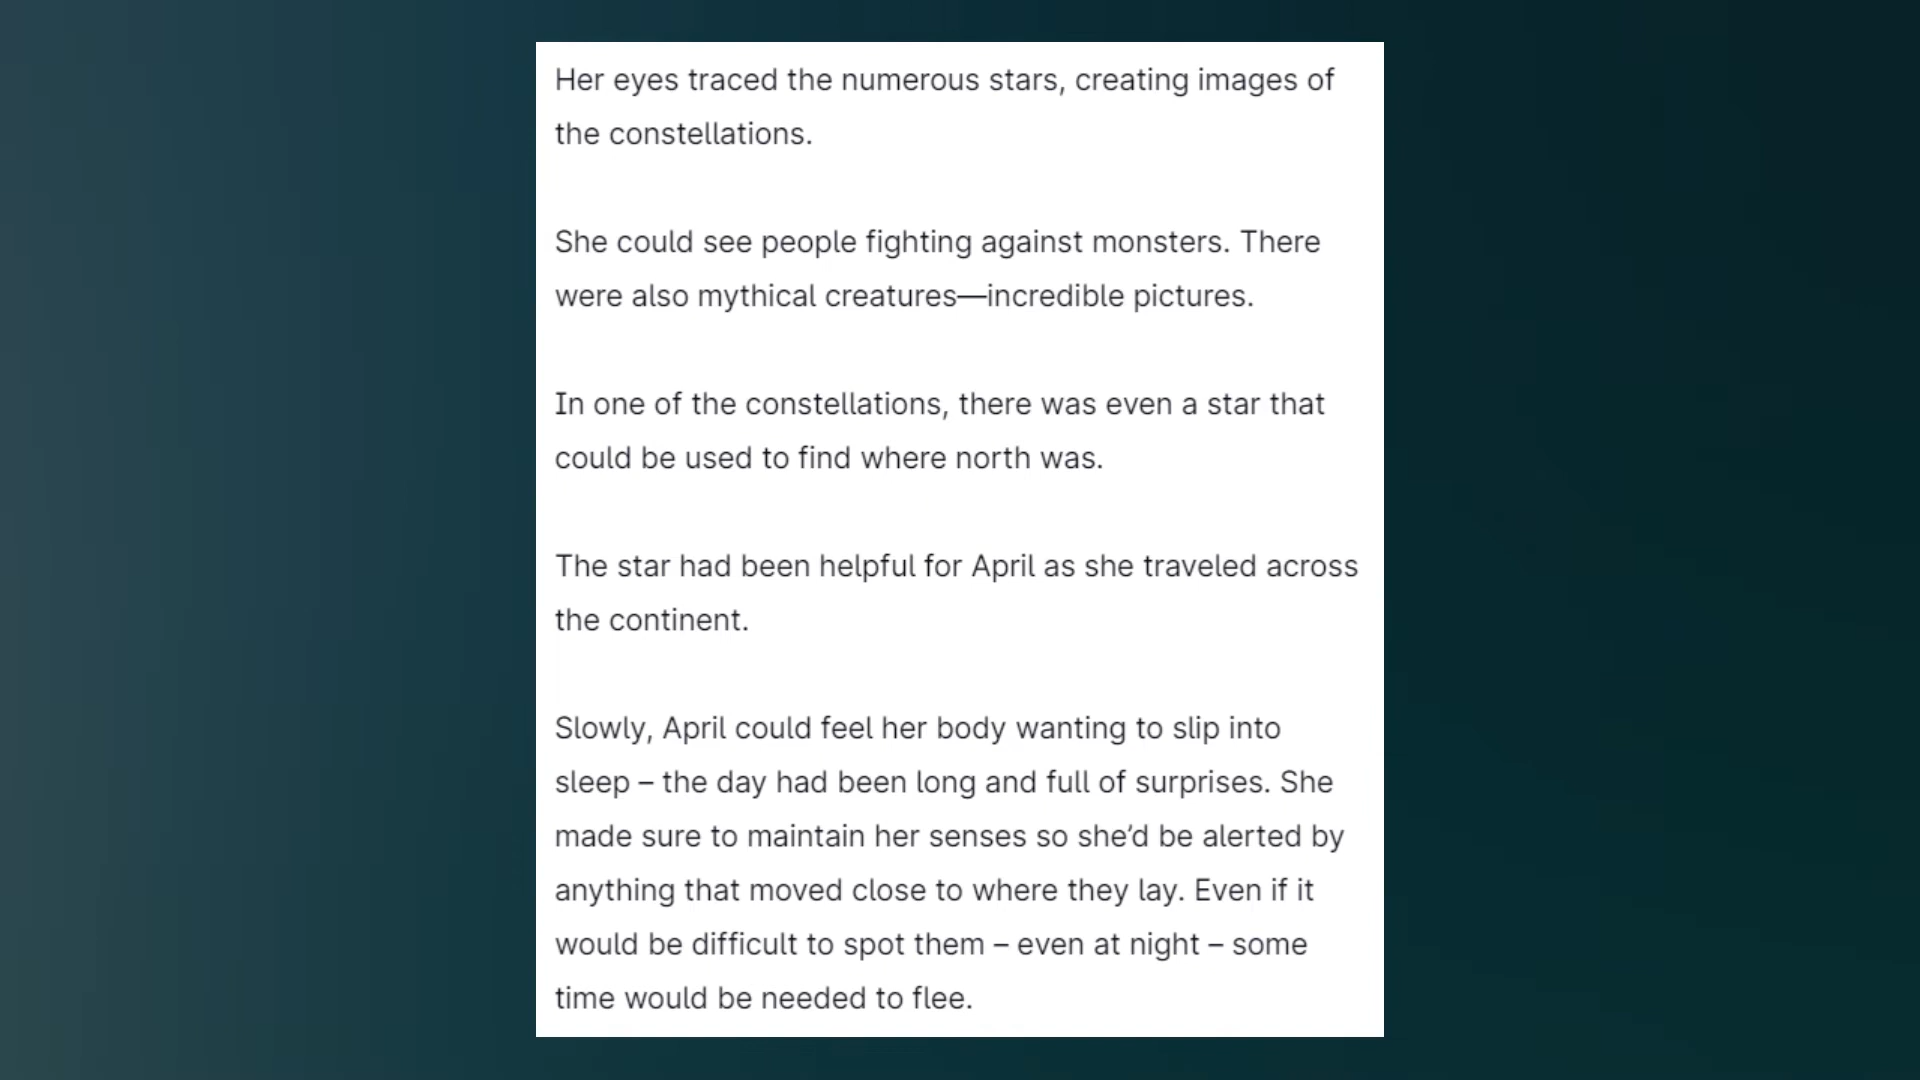 Her eyes traced the numerous stars, creating images of
the constellations.
She could see people fighting against monsters. There
were also mythical creatures—incredible pictures.
In one of the constellations, there was even a star that
could be used to find where north was.
The star had been helpful for April as she traveled across
the continent.
Slowly, April could feel her body wanting to slip into
sleep – the day had been long and full of surprises. She
made sure to maintain her senses so she’d be alerted by
anything that moved close to where they lay. Even if it
would be difficult to spot them – even at night – some
time would be needed to flee.